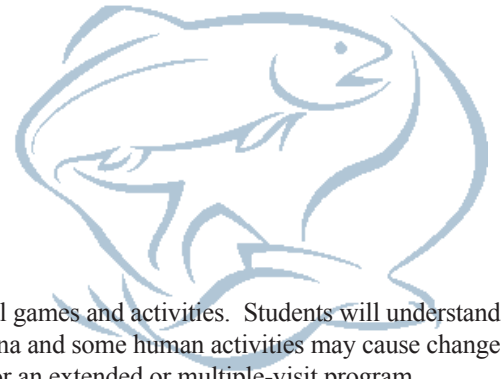 l games and activities.  Students will understand
na and some human activities may cause change
or an extended or multiple-visit program.